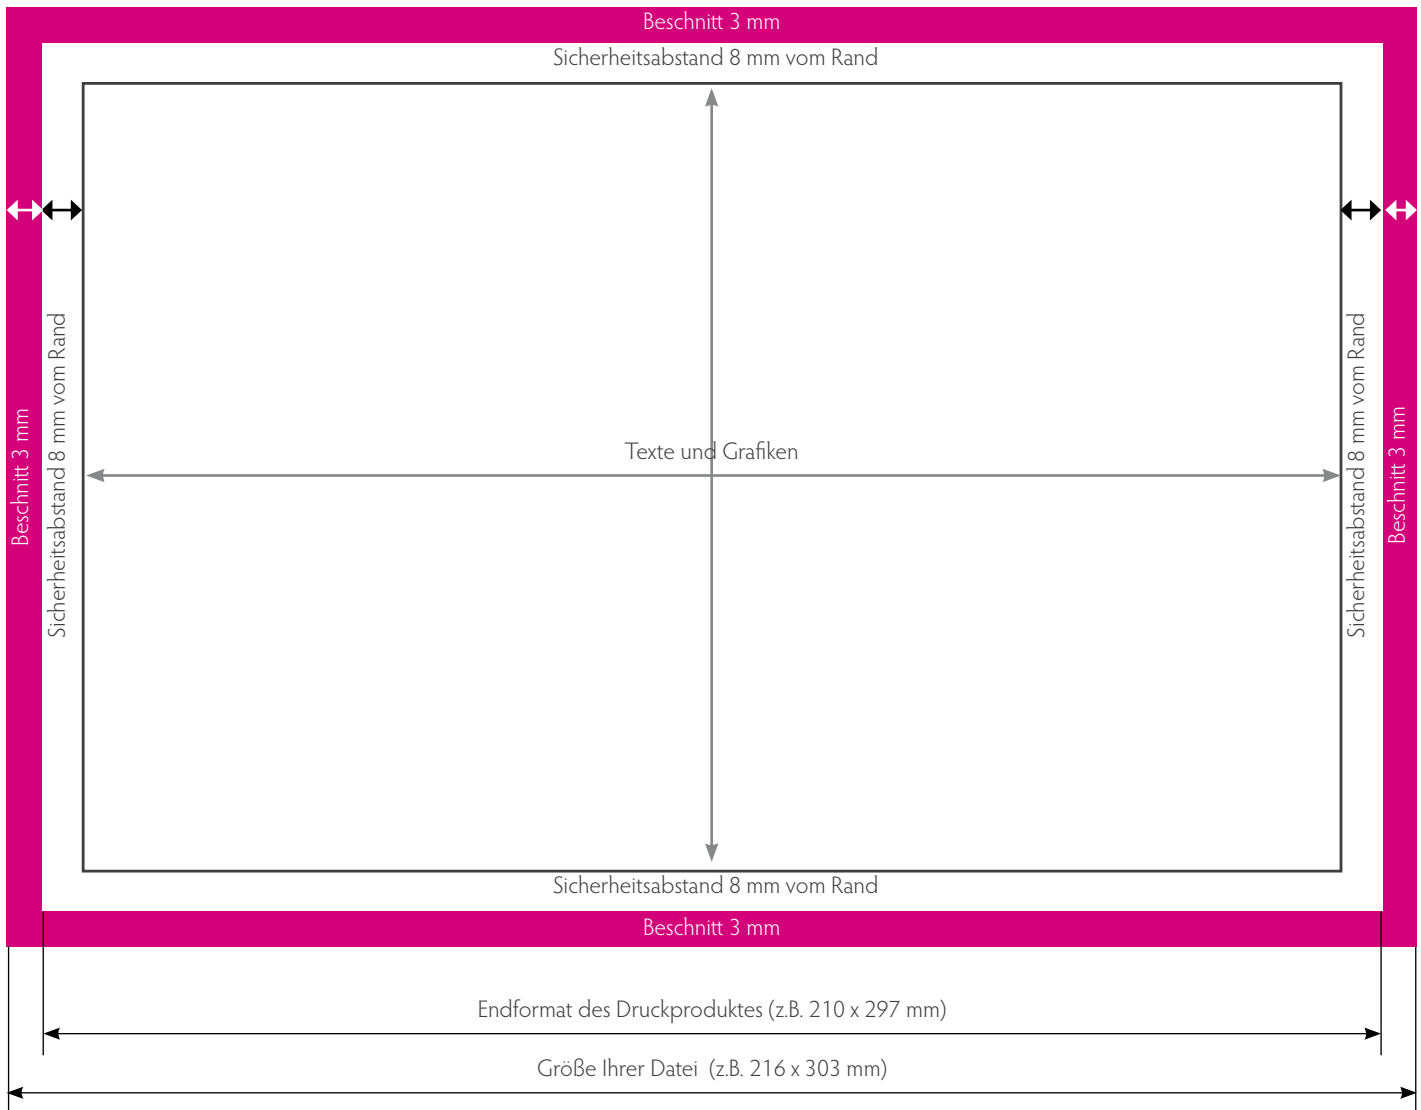 Beschnitt 3 mm
Sicherheitsabstand 8 mm vom Rand
Beschnitt 3 mm
Sicherheitsabstand 8 mm vom Rand
Texte und Grafiken
Sicherheitsabstand 8 mm vom Rand
Beschnitt 3 mm
Sicherheitsabstand 8 mm vom Rand
Beschnitt 3 mm
Endformat des Druckproduktes (z.B. 210 x 297 mm)
Größe Ihrer Datei (z.B. 216 x 303 mm)